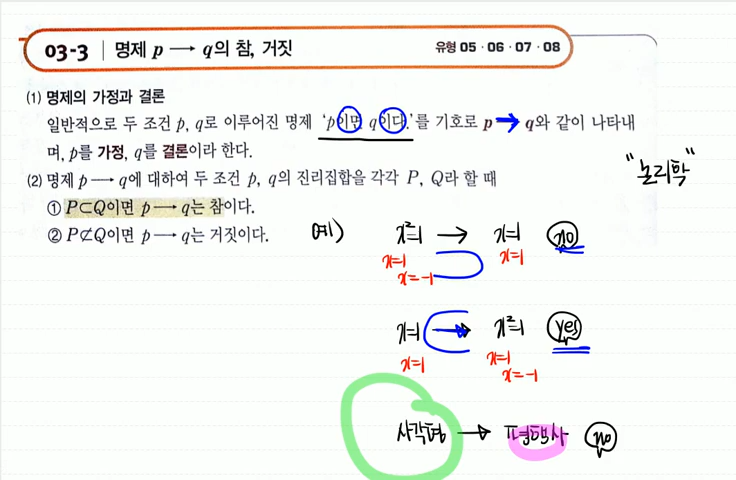 03-3 명제 p → q의 참, 거짓 유형 05·06·07·08
(1) 명제의 가정과 결론
일반적으로 두 조건 p, q로 이루어진 명제 'p이면 q이다.'를 기호로 p → q와 같이 나타내
며, p를 가정, q를 결론이라 한다.
"논리학"
(2) 명제 p → q에 대하여 두 조건 p, q의 진리집합을 각각 P, Q라 할 때
① P⊂Q이면 p → q는 참이다.
② P⊄Q이면 p → q는 거짓이다.
예) x²=1 → x=1 no
x=1 x=1
x=-1
x=1 → x²=1 yes
x=1 x=1
x=-1
사각형 → 평행사 no